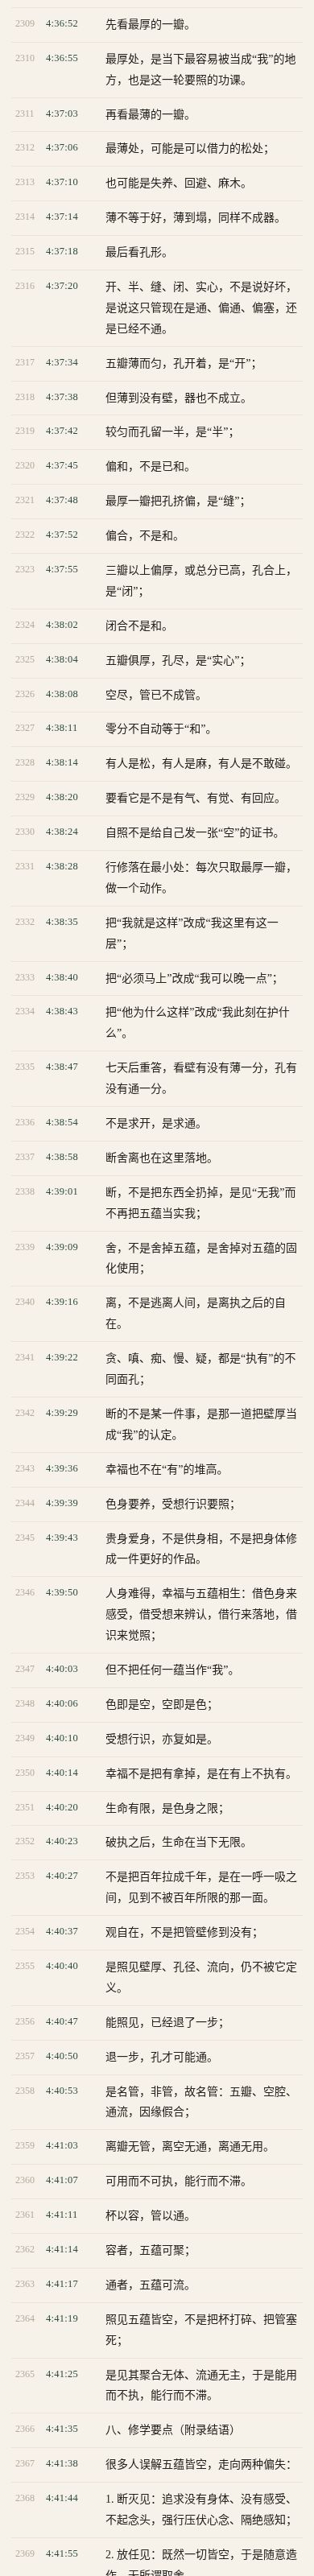 2309 4:36:52 先看最厚的一瓣。
2310 4:36:55 最厚处，是当下最容易被当成“我”的地
方，也是这一轮要照的功课。
2311 4:37:03 再看最薄的一瓣。
2312 4:37:06 最薄处，可能是可以借力的松处；
2313 4:37:10 也可能是失养、回避、麻木。
2314 4:37:14 薄不等于好，薄到塌，同样不成器。
2315 4:37:18 最后看孔形。
2316 4:37:20 开、半、缝、闭、实心，不是说好坏，
是说这只管现在是通、偏通、偏塞，还
是已经不通。
2317 4:37:34 五瓣薄而匀，孔开着，是“开”；
2318 4:37:38 但薄到没有壁，器也不成立。
2319 4:37:42 较匀而孔留一半，是“半”；
2320 4:37:45 偏和，不是已和。
2321 4:37:48 最厚一瓣把孔挤偏，是“缝”；
2322 4:37:52 偏合，不是和。
2323 4:37:55 三瓣以上偏厚，或总分已高，孔合上，
是“闭”；
2324 4:38:02 闭合不是和。
2325 4:38:04 五瓣俱厚，孔尽，是“实心”；
2326 4:38:08 空尽，管已不成管。
2327 4:38:11 零分不自动等于“和”。
2328 4:38:14 有人是松，有人是麻，有人是不敢碰。
2329 4:38:20 要看它是不是有气、有觉、有回应。
2330 4:38:24 自照不是给自己发一张“空”的证书。
2331 4:38:28 行修落在最小处：每次只取最厚一瓣，
做一个动作。
2332 4:38:35 把“我就是这样”改成“我这里有这一
层”；
2333 4:38:40 把“必须马上”改成“我可以晚一点”；
2334 4:38:43 把“他为什么这样”改成“我此刻在护什
么”。
2335 4:38:47 七天后重答，看壁有没有薄一分，孔有
没有通一分。
2336 4:38:54 不是求开，是求通。
2337 4:38:58 断舍离也在这里落地。
2338 4:39:01 断，不是把东西全扔掉，是见“无我”而
不再把五蕴当实我；
2339 4:39:09 舍，不是舍掉五蕴，是舍掉对五蕴的固
化使用；
2340 4:39:16 离，不是逃离人间，是离执之后的自
在。
2341 4:39:22 贪、嗔、痴、慢、疑，都是“执有”的不
同面孔；
2342 4:39:29 断的不是某一件事，是那一道把壁厚当
成“我”的认定。
2343 4:39:36 幸福也不在“有”的堆高。
2344 4:39:39 色身要养，受想行识要照；
2345 4:39:43 贵身爱身，不是供身相，不是把身体修
成一件更好的作品。
2346 4:39:50 人身难得，幸福与五蕴相生：借色身来
感受，借受想来辨认，借行来落地，借
识来觉照；
2347 4:40:03 但不把任何一蕴当作“我”。
2348 4:40:06 色即是空，空即是色；
2349 4:40:10 受想行识，亦复如是。
2350 4:40:14 幸福不是把有拿掉，是在有上不执有。
2351 4:40:20 生命有限，是色身之限；
2352 4:40:23 破执之后，生命在当下无限。
2353 4:40:27 不是把百年拉成千年，是在一呼一吸之
间，见到不被百年所限的那一面。
2354 4:40:37 观自在，不是把管壁修到没有；
2355 4:40:40 是照见壁厚、孔径、流向，仍不被它定
义。
2356 4:40:47 能照见，已经退了一步；
2357 4:40:50 退一步，孔才可能通。
2358 4:40:53 是名管，非管，故名管：五瓣、空腔、
通流，因缘假合；
2359 4:41:03 离瓣无管，离空无通，离通无用。
2360 4:41:07 可用而不可执，能行而不滞。
2361 4:41:11 杯以容，管以通。
2362 4:41:14 容者，五蕴可聚；
2363 4:41:17 通者，五蕴可流。
2364 4:41:19 照见五蕴皆空，不是把杯打碎、把管塞
死；
2365 4:41:25 是见其聚合无体、流通无主，于是能用
而不执，能行而不滞。
2366 4:41:35 八、修学要点（附录结语）
2367 4:41:38 很多人误解五蕴皆空，走向两种偏失：
2368 4:41:44 1. 断灭见：追求没有身体、没有感受、
不起念头，强行压伏心念、隔绝感知；
2369 4:41:55 2. 放任见：既然一切皆空，于是随意造
作、无所谓取舍